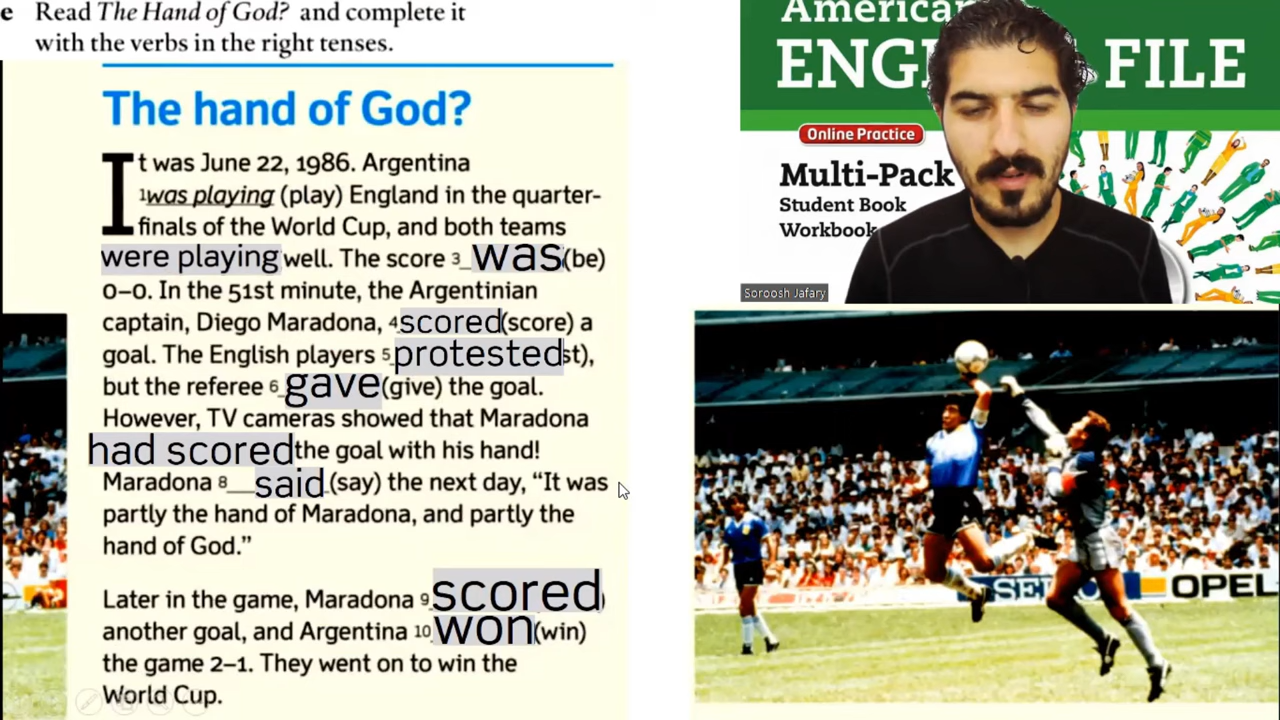 e Read The Hand of God? and complete it
with the verbs in the right tenses.
The hand of God?
It was June 22, 1986. Argentina
1 was playing (play) England in the quarter-
finals of the World Cup, and both teams
were playing well. The score 3 was (be)
0–0. In the 51st minute, the Argentinian
captain, Diego Maradona, 4 scored (score) a
goal. The English players 5 protested st),
but the referee 6 gave (give) the goal.
However, TV cameras showed that Maradona
had scored the goal with his hand!
Maradona 8 said (say) the next day, “It was
partly the hand of Maradona, and partly the
hand of God.”
Later in the game, Maradona 9 scored )
another goal, and Argentina 10 won (win)
the game 2–1. They went on to win the
World Cup.
American
ENG FILE
Online Practice
Multi-Pack
Student Book
Workbook
Soroosh Jafary
OPEL